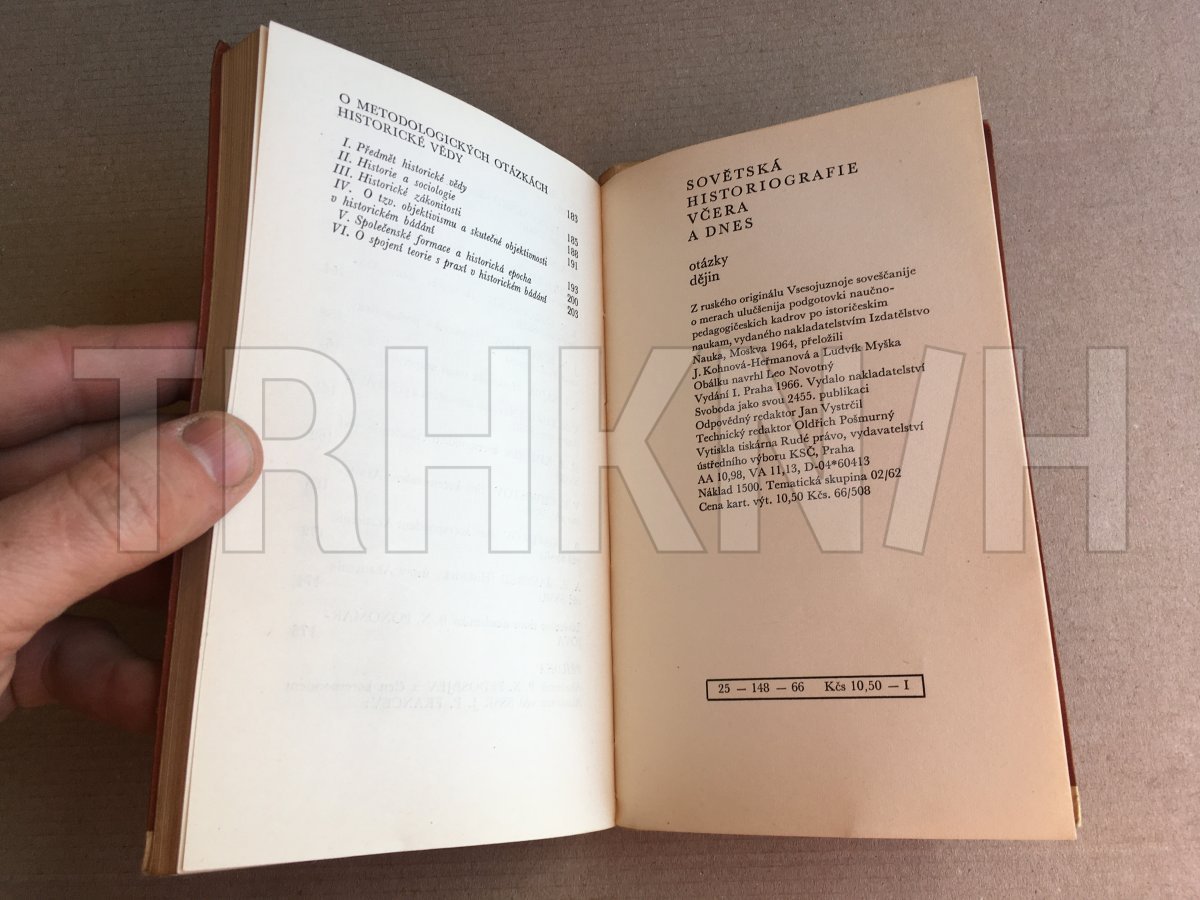 O METODOLOGICKÝCH OTÁZKÁCH
HISTORICKÉ VĚDY
183
I. Předmět historické vědy
185
II. Historie a sociologie
188
III. Historické zákonitosti
191
IV. O tzv. objektivismu a skutečné objektivnosti
v historickém bádání
193
V. Společenské formace a historická epocha
200
VI. O spojení teorie s praxí v historickém bádání
203
SOVĚTSKÁ
HISTORIOGRAFIE
VČERA
A DNES
otázky
dějin
Z ruského originálu Vsesojuznoje soveščanije
o merach ulučšenija podgotovki naučno-
pedagogičeskich kadrov po istoričeskim
naukam, vydaného nakladatelstvím Izdatělstvo
Nauka, Moskva 1964, přeložili
J. Kohnová-Heřmanová a Ludvík Myška
Obálku navrhl Leo Novotný
Vydání I. Praha 1966. Vydalo nakladatelství
Svoboda jako svou 2455. publikaci
Odpovědný redaktor Jan Vystrčil
Technický redaktor Oldřich Pošmurný
Vytiskla tiskárna Rudé právo, vydavatelství
ústředního výboru KSČ, Praha
AA 10,98, VA 11,13, D-04*60413
Náklad 1500. Tematická skupina 02/62
Cena kart. výt. 10,50 Kčs. 66/508
25 — 148 — 66 Kčs 10,50 — I
TRHKNIH